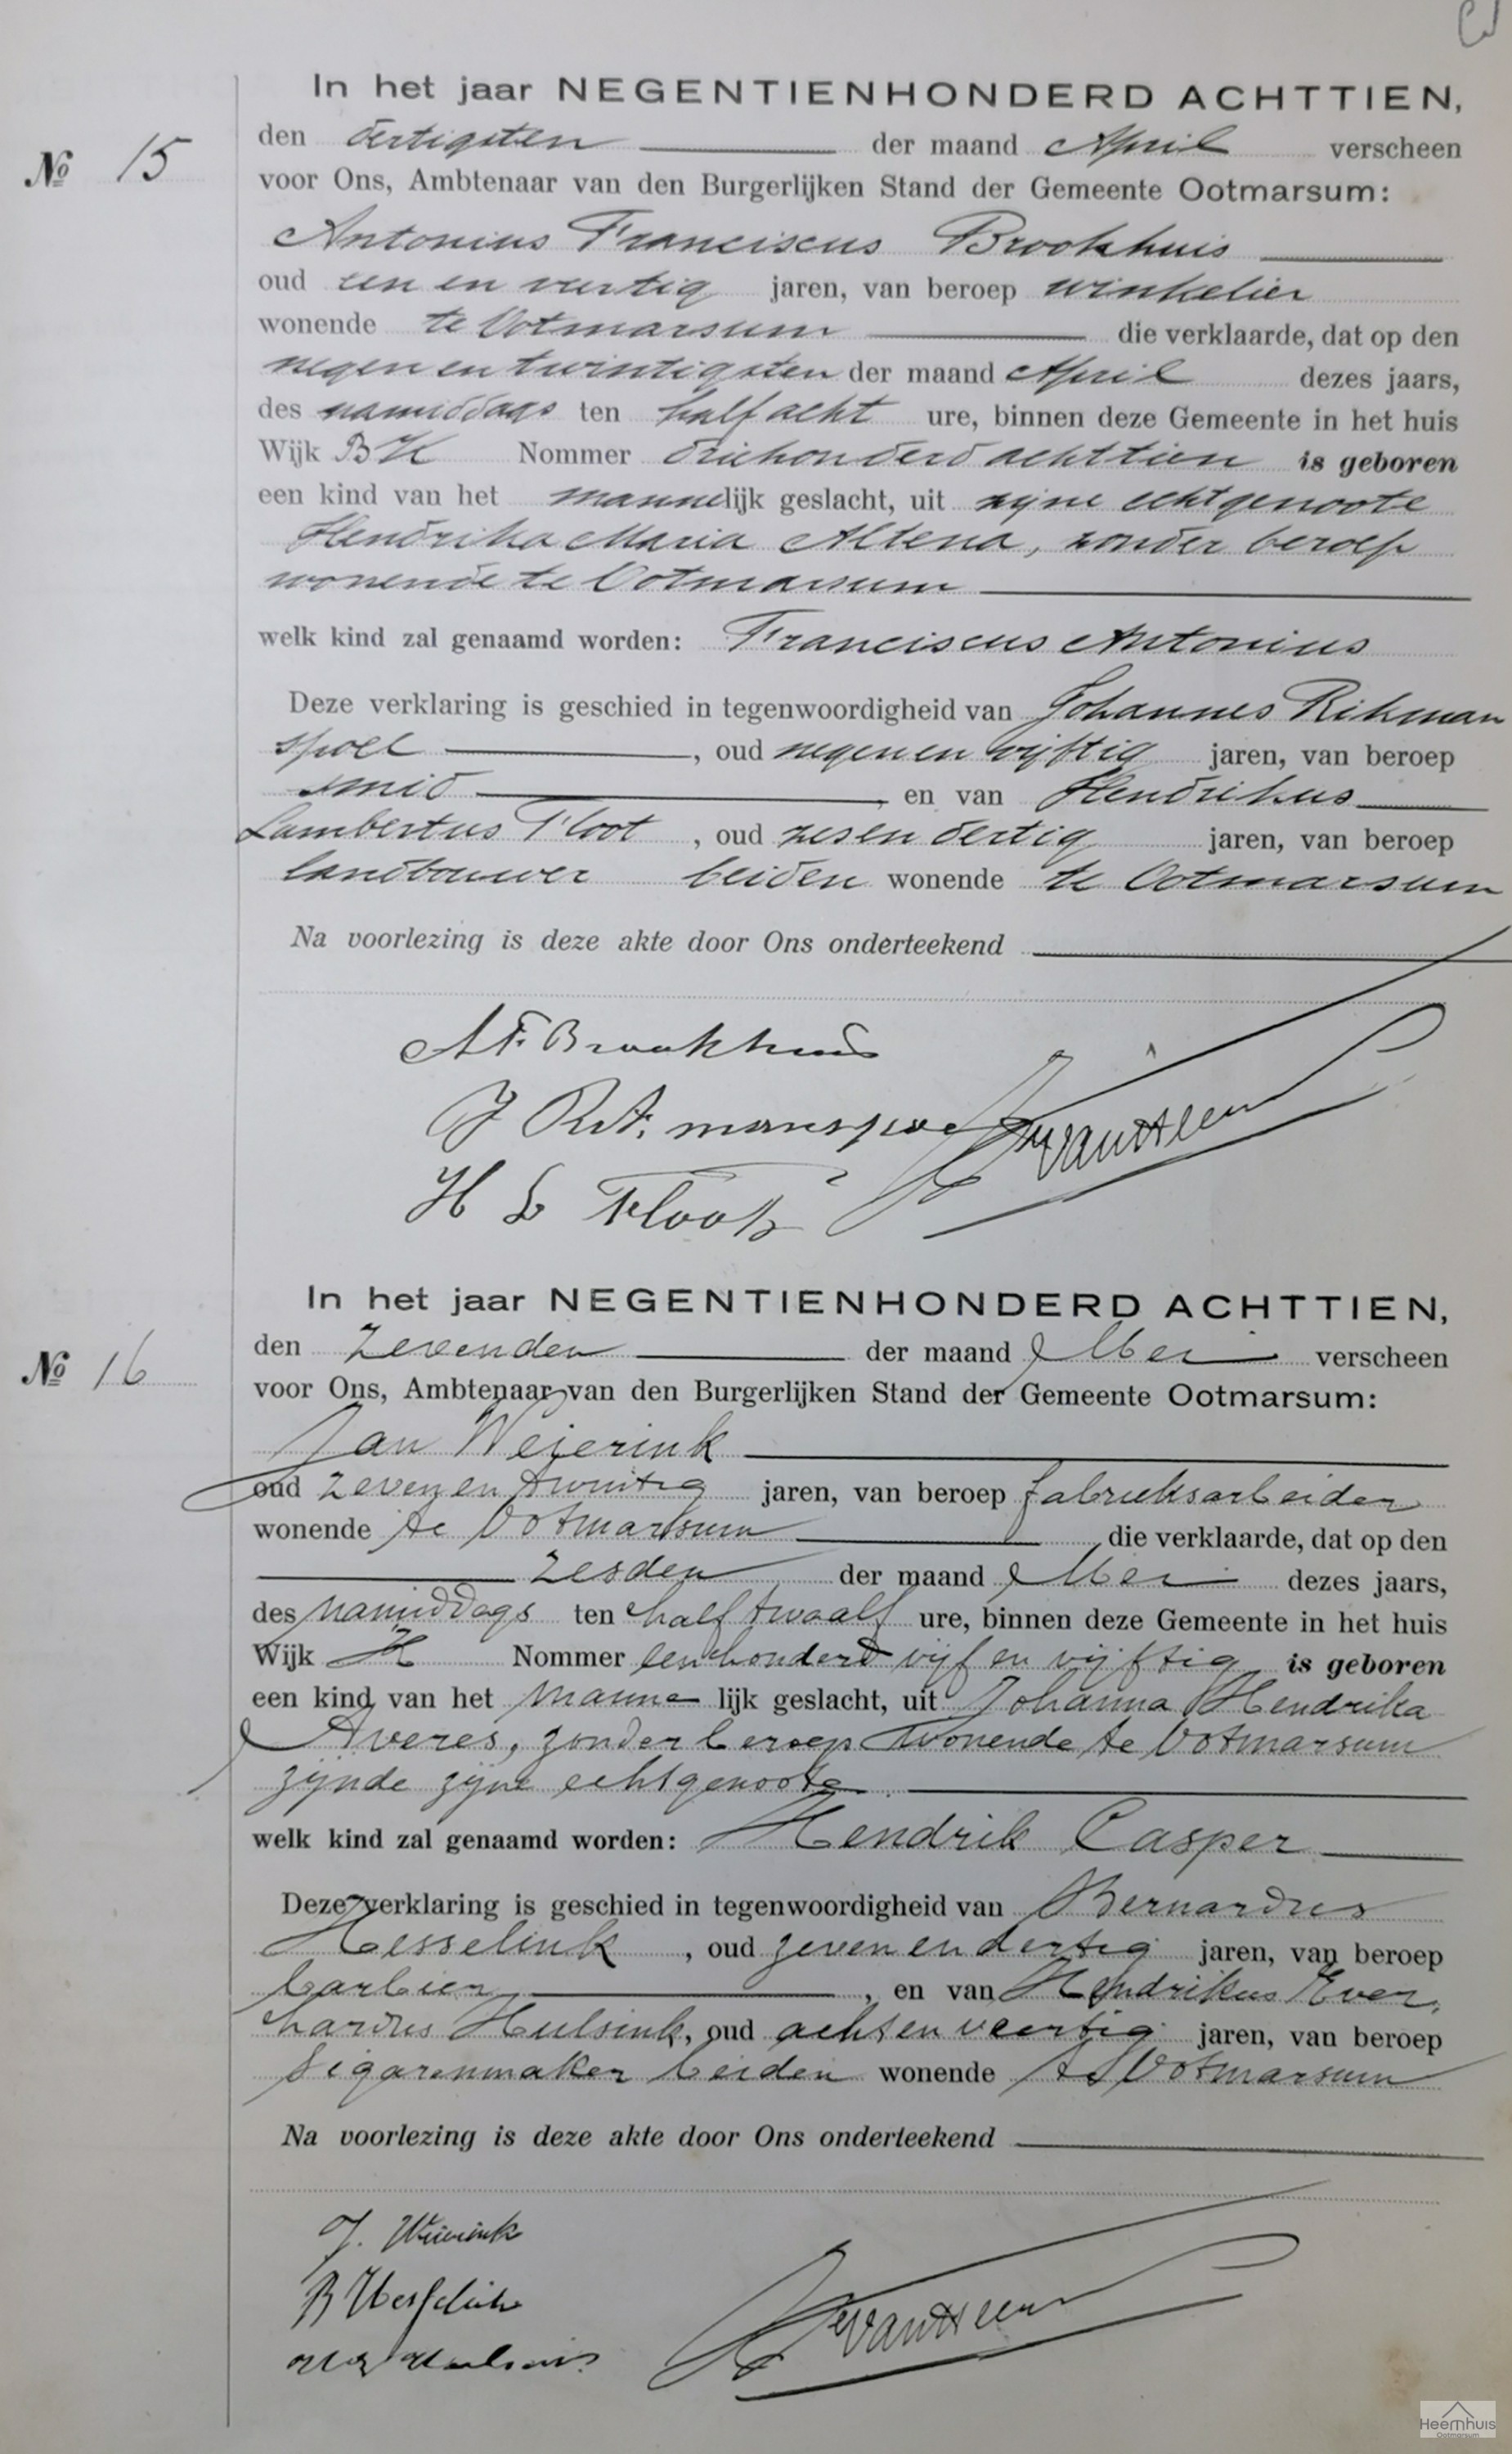 In het jaar NEGENTIENHONDERD ACHTTIEN,
Nº 15
den dertigsten der maand April verscheen
voor Ons, Ambtenaar van den Burgerlijken Stand der Gemeente Ootmarsum:
Antonius Franciscus Brookhuis
oud een en veertig jaren, van beroep winkelier
wonende te Ootmarsum die verklaarde, dat op den
negen en twintigsten der maand April dezes jaars,
des namiddags ten half acht ure, binnen deze Gemeente in het huis
Wijk BK Nommer driehonderd achttien is geboren
een kind van het mannelijk geslacht, uit zijne echtgenoote
Hendrika Maria Altena, zonder beroep
wonende te Ootmarsum
welk kind zal genaamd worden: Franciscus Antonius
Deze verklaring is geschied in tegenwoordigheid van Johannes Rikman
spoel, oud negen en vijftig jaren, van beroep
smid, en van Hendrikus
Lambertus Floot, oud zes en dertig jaren, van beroep
landbouwer beiden wonende te Ootmarsum
Na voorlezing is deze akte door Ons onderteekend
A F. Brookhuis
J Rikmanspoel
H L Floot
In het jaar NEGENTIENHONDERD ACHTTIEN,
Nº 16
den zevenden der maand Mei verscheen
voor Ons, Ambtenaar van den Burgerlijken Stand der Gemeente Ootmarsum:
Jan Weierink
oud zeven en twintig jaren, van beroep fabrieksarbeider
wonende te Ootmarsum, die verklaarde, dat op den
zesden der maand Mei dezes jaars,
des namiddags ten half twaalf ure, binnen deze Gemeente in het huis
Wijk H Nommer eenhonderd vijf en vijftig is geboren
een kind van het mannelijk geslacht, uit Johanna Hendrika
Averes, zonder beroep wonende te Ootmarsum
zijnde zijne echtgenoote
welk kind zal genaamd worden: Hendrik Casper
Deze verklaring is geschied in tegenwoordigheid van Bernardus
Hesselink, oud zeven en dertig jaren, van beroep
barbier, en van Hendrikus Ever
hardus Hulsink, oud acht en veertig jaren, van beroep
sigarenmaker beiden wonende te Ootmarsum
Na voorlezing is deze akte door Ons onderteekend
J. Weierink
B Hesselink
Heemhuis
Ootmarsum